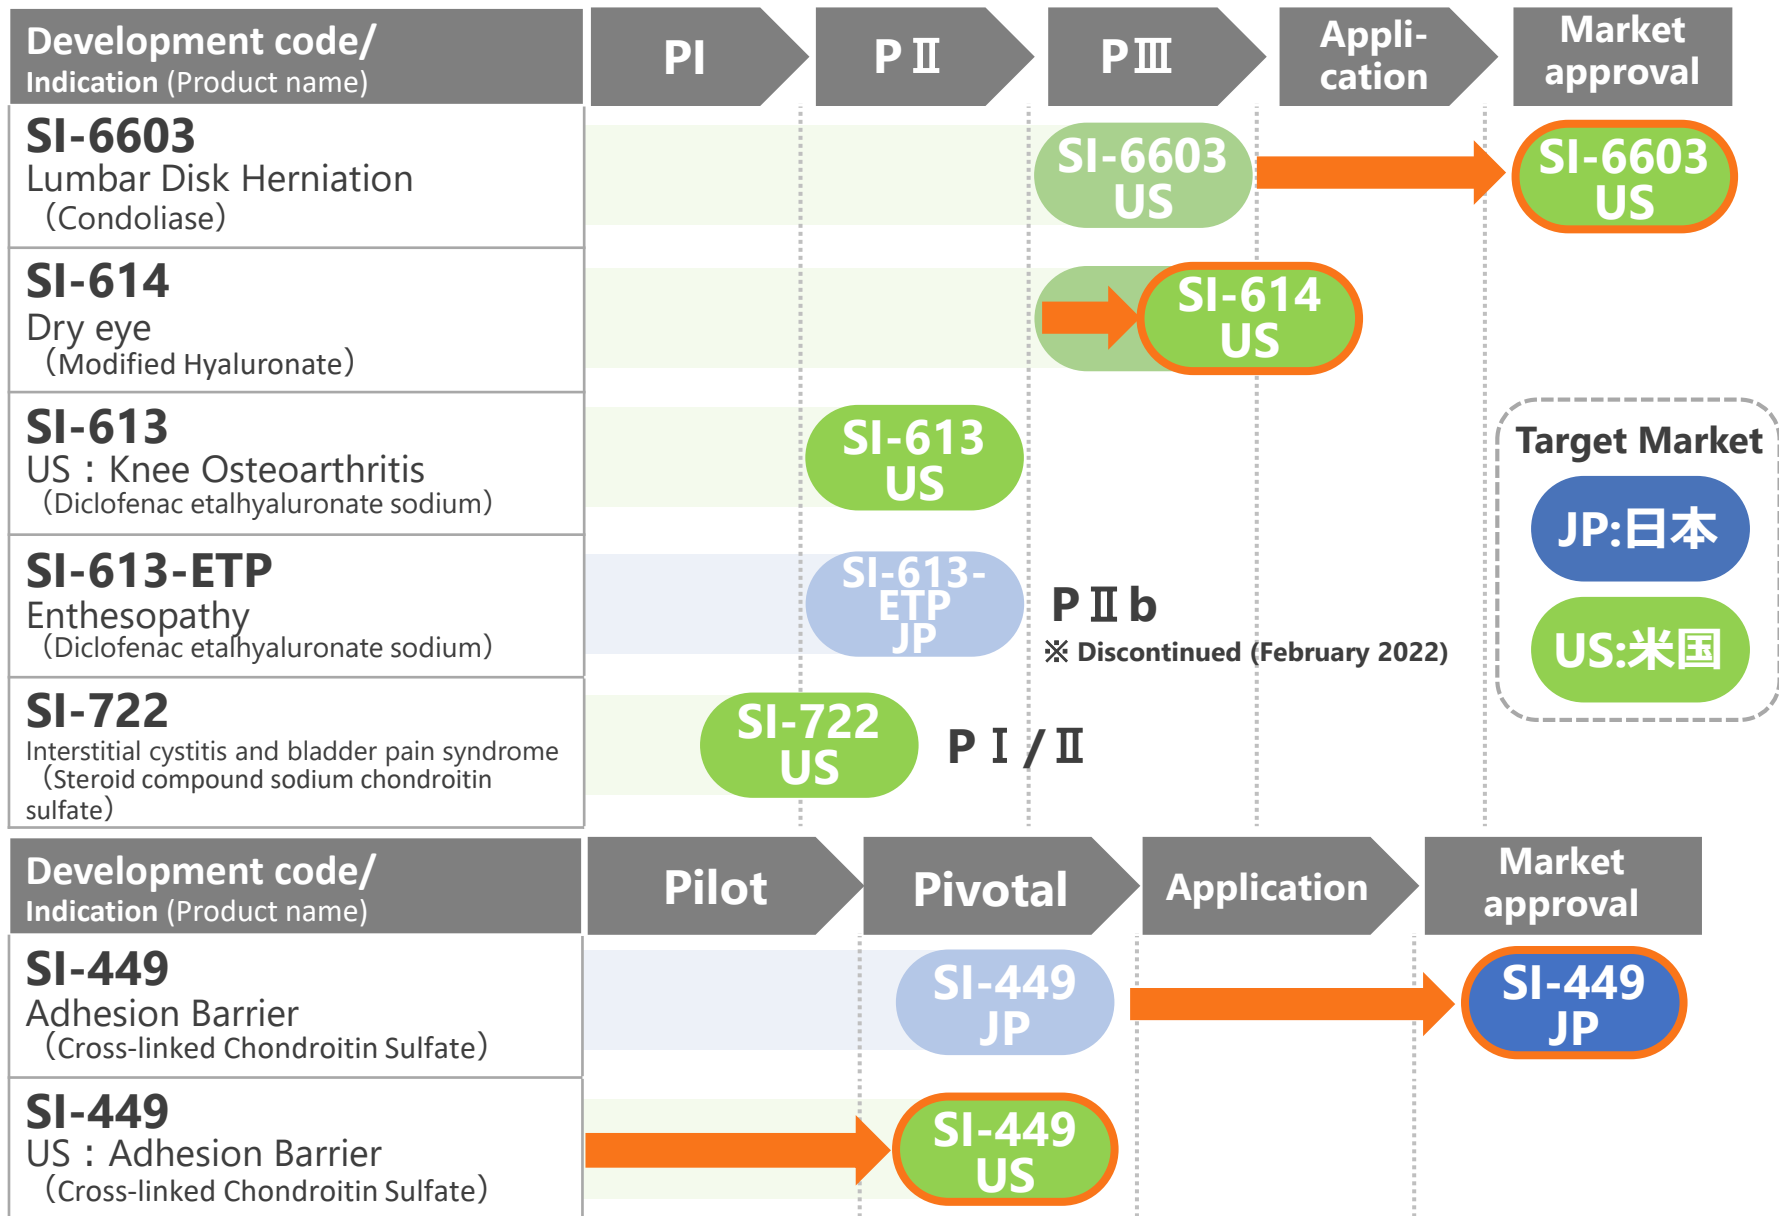 Development code/
Indication (Product name)
PI
PⅡ
PⅢ
Appli-
cation
Market
approval
SI-6603
Lumbar Disk Herniation
（Condoliase）
SI-6603
US
SI-6603
US
SI-614
Dry eye
（Modified Hyaluronate）
SI-614
US
SI-613
US：Knee Osteoarthritis
（Diclofenac etalhyaluronate sodium）
SI-613
US
SI-613-ETP
Enthesopathy
（Diclofenac etalhyaluronate sodium）
SI-613-
ETP
JP
PⅡb
※ Discontinued (February 2022)
Target Market
JP:日本
US:米国
SI-722
Interstitial cystitis and bladder pain syndrome
（Steroid compound sodium chondroitin
sulfate）
SI-722
US
PⅠ/Ⅱ
Development code/
Indication (Product name)
Pilot
Pivotal
Application
Market
approval
SI-449
Adhesion Barrier
（Cross-linked Chondroitin Sulfate）
SI-449
JP
SI-449
JP
SI-449
US：Adhesion Barrier
（Cross-linked Chondroitin Sulfate）
SI-449
US